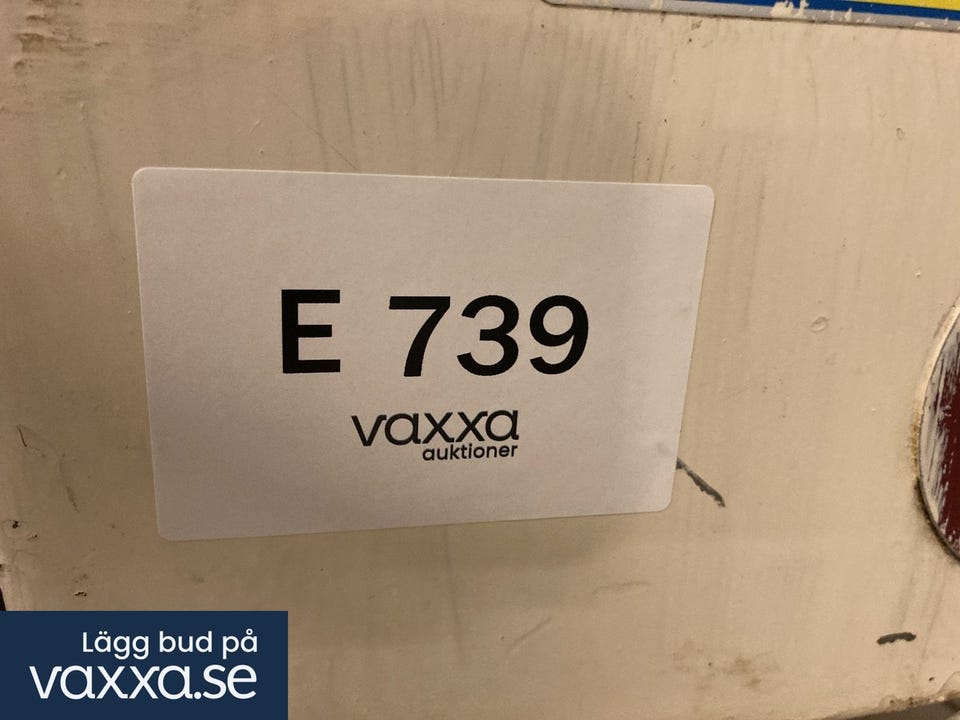 E 739
vaxxa
auktioner
Lägg bud på
vaxxa.se